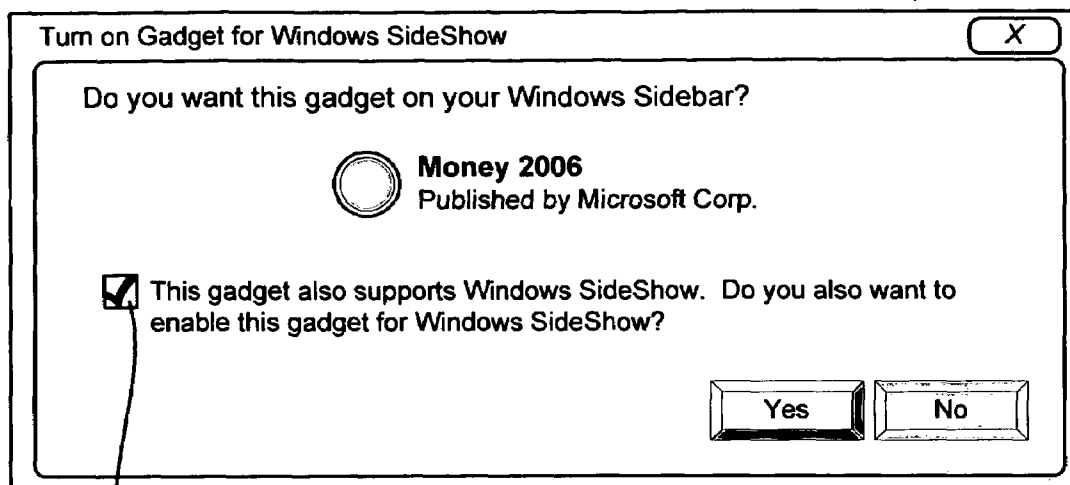 Turn on Gadget for Windows SideShow
X
Do you want this gadget on your Windows Sidebar?
Money 2006
Published by Microsoft Corp.
This gadget also supports Windows SideShow. Do you also want to
enable this gadget for Windows SideShow?
Yes
No